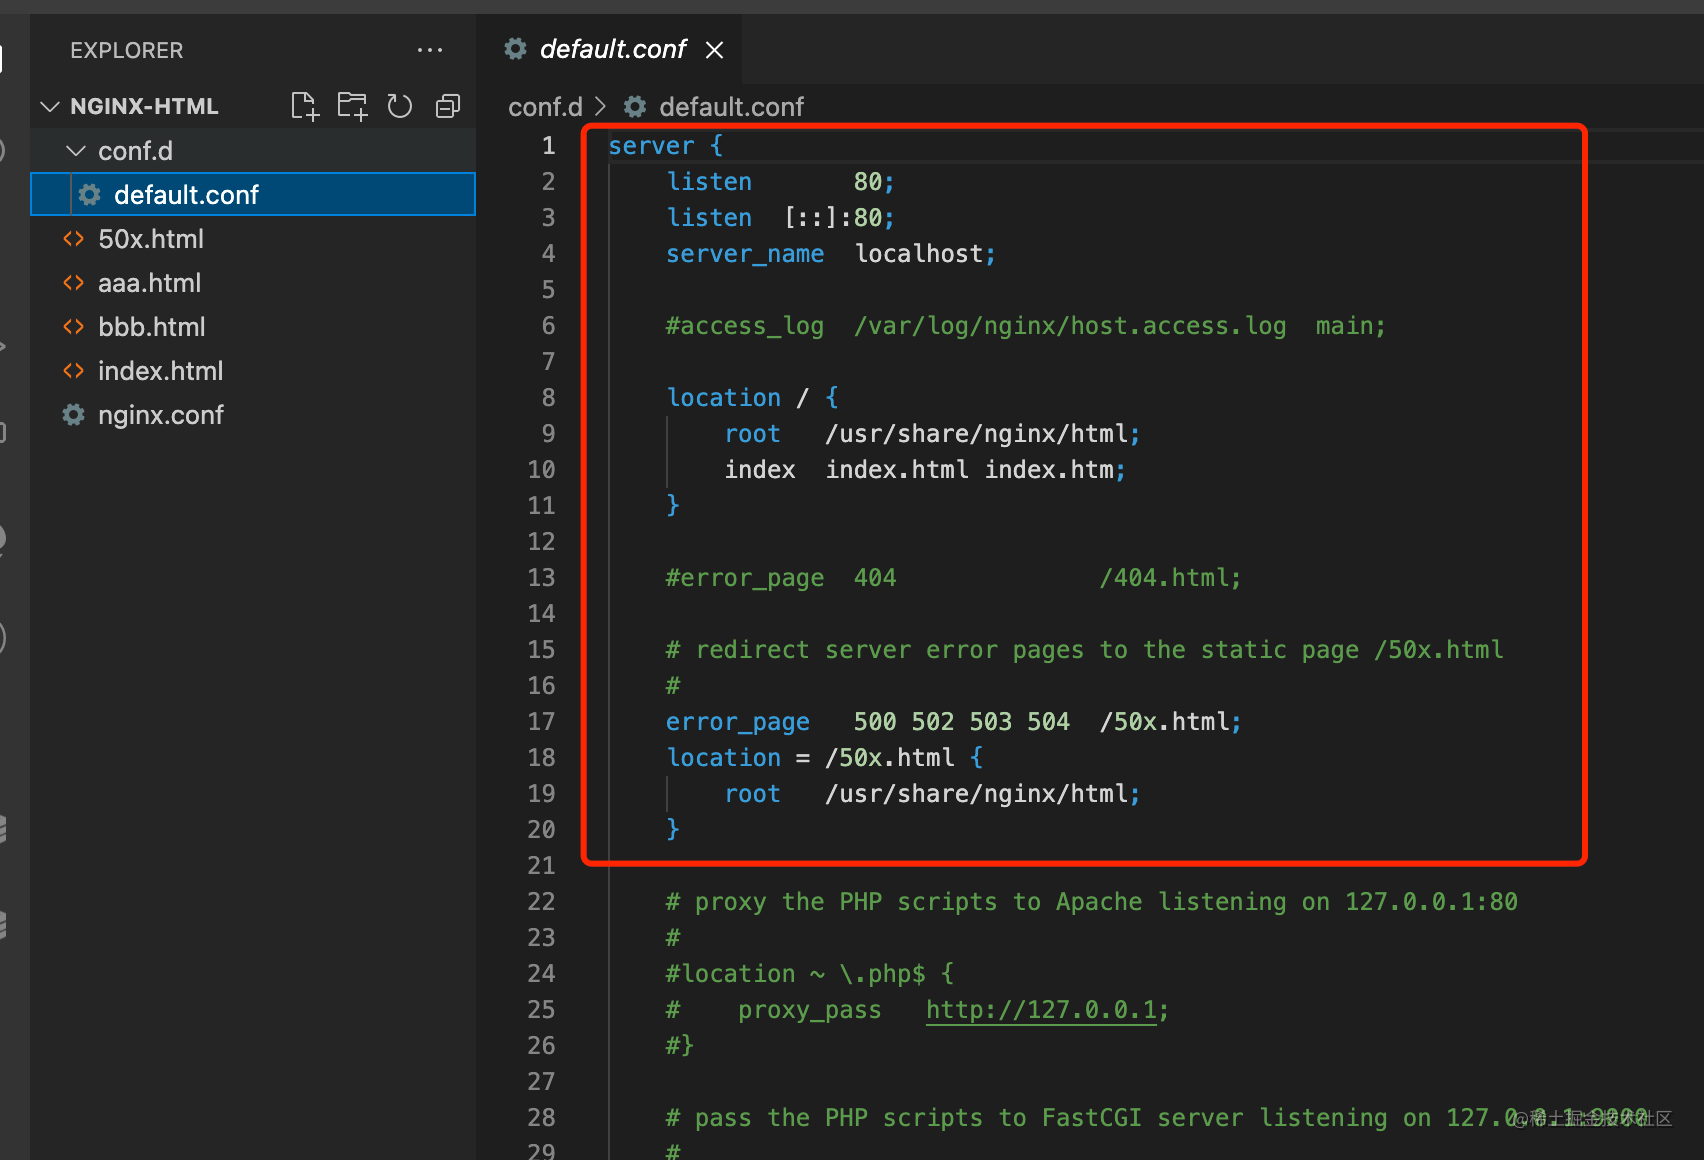 EXPLORER
NGINX-HTML
conf.d
default.conf
50x.html
aaa.html
bbb.html
index.html
nginx.conf
default.conf
conf.d > default.conf
1 server {
2     listen       80;
3     listen  [::]:80;
4     server_name  localhost;
5
6     #access_log  /var/log/nginx/host.access.log  main;
7
8     location / {
9         root   /usr/share/nginx/html;
10         index  index.html index.htm;
11     }
12
13     #error_page  404              /404.html;
14
15     # redirect server error pages to the static page /50x.html
16     #
17     error_page   500 502 503 504  /50x.html;
18     location = /50x.html {
19         root   /usr/share/nginx/html;
20     }
21
22     # proxy the PHP scripts to Apache listening on 127.0.0.1:80
23     #
24     #location ~ \.php$ {
25     #    proxy_pass   http://127.0.0.1;
26     #}
27
28     # pass the PHP scripts to FastCGI server listening on 127.0.0.1:9000
29     #
@稀土掘金技术社区